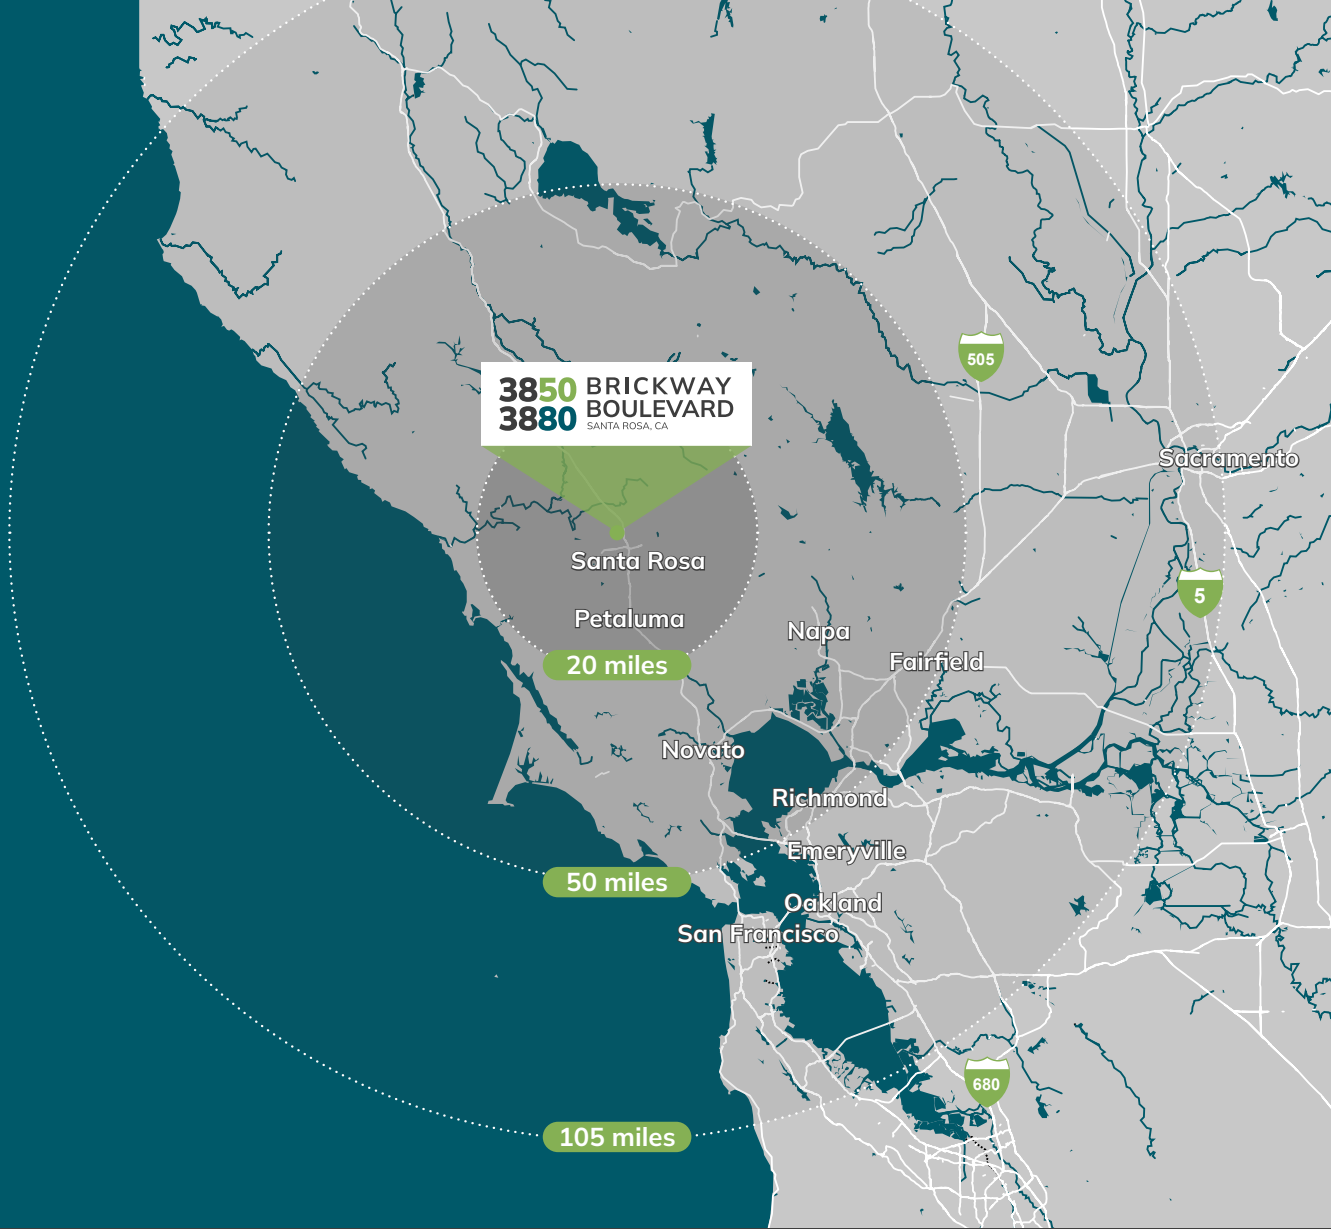 505
3850 BRICKWAY
3880 BOULEVARD
SANTA ROSA, CA
Sacramento
Santa Rosa
5
Petaluma
Napa
20 miles
Fairfield
Novato
Richmond
Emeryville
50 miles
Oakland
San Francisco
680
105 miles